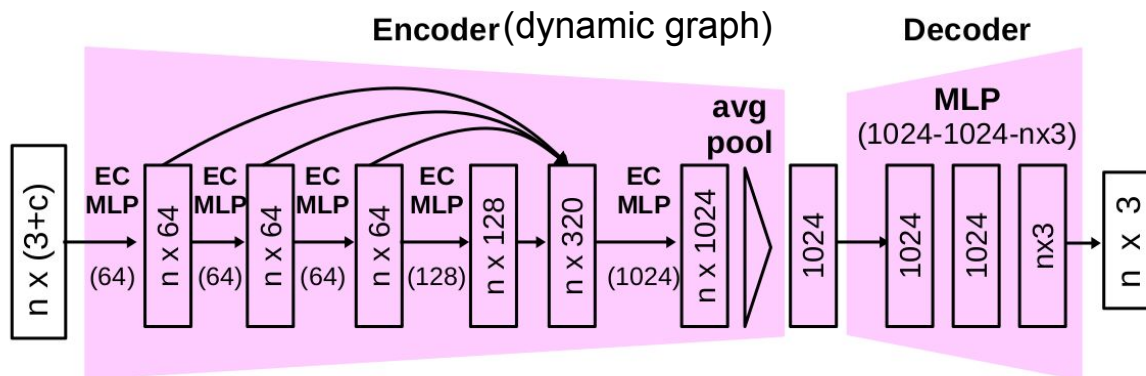 Encoder(dynamic graph)
Decoder
n x (3+c)
EC
MLP
(64)
n x 64
EC
MLP
(64)
n x 64
EC
MLP
(64)
n x 64
EC
MLP
(128)
n x 128
n x 320
EC
MLP
(1024)
n x 1024
avg
pool
1024
MLP
(1024-1024-nx3)
1024
1024
nx3
n x 3